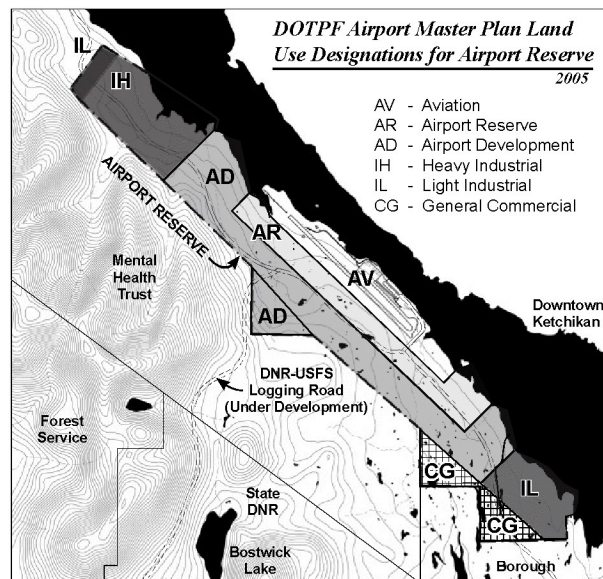 DOTPF Airport Master Plan Land
Use Designations for Airport Reserve
2005
AV - Aviation
AR - Airport Reserve
AD - Airport Development
IH - Heavy Industrial
IL - Light Industrial
CG - General Commercial
IL
IH
AD
AIRPORT RESERVE
AR
AV
Mental
Health
Trust
AD
Downtown
Ketchikan
DNR-USFS
Logging Road
(Under Development)
Forest
Service
CG
IL
State
DNR
CG
Bostwick
Lake
Borough